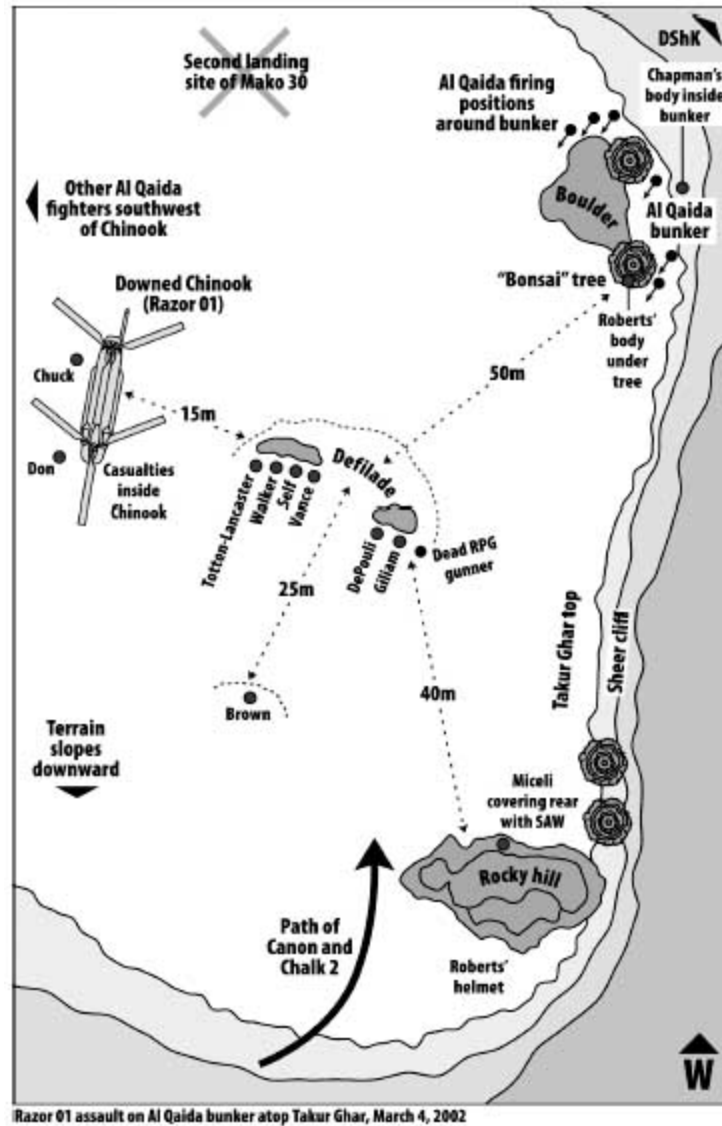 DShK
Second landing
site of Mako 30
Al Qaida firing
positions
around bunker
Chapman's
body inside
bunker
Other Al Qaida
fighters southwest
of Chinook
Boulder
Al Qaida
bunker
Downed Chinook
(Razor 01)
"Bonsai" tree
Roberts'
body
under
tree
Chuck
50m
15m
Don
Casualties
inside
Chinook
Defilade
Totton-Lancaster
Walker
Self
Vance
DePouli
Giliam
Dead RPG
gunner
25m
Takur Ghar top
Sheer cliff
40m
Brown
Terrain
slopes
downward
Miceli
covering rear
with SAW
Rocky hill
Path of
Canon and
Chalk 2
Roberts'
helmet
W
Razor 01 assault on Al Qaida bunker atop Takur Ghar, March 4, 2002